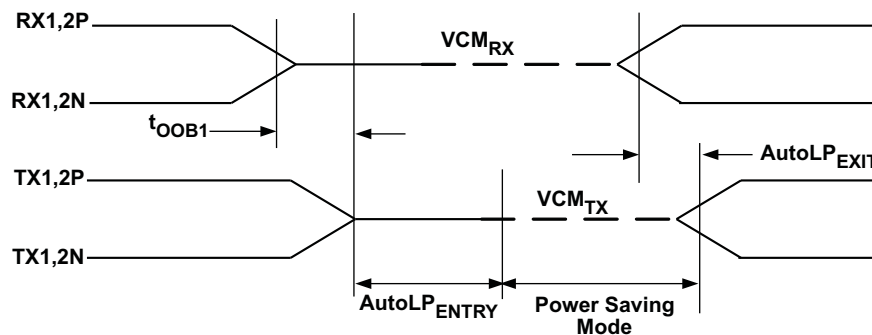 RX1,2P
VCMRX
RX1,2N
tOOB1
AutoLPEXIT
TX1,2P
VCMTX
TX1,2N
AutoLPENTRY
Power Saving
Mode